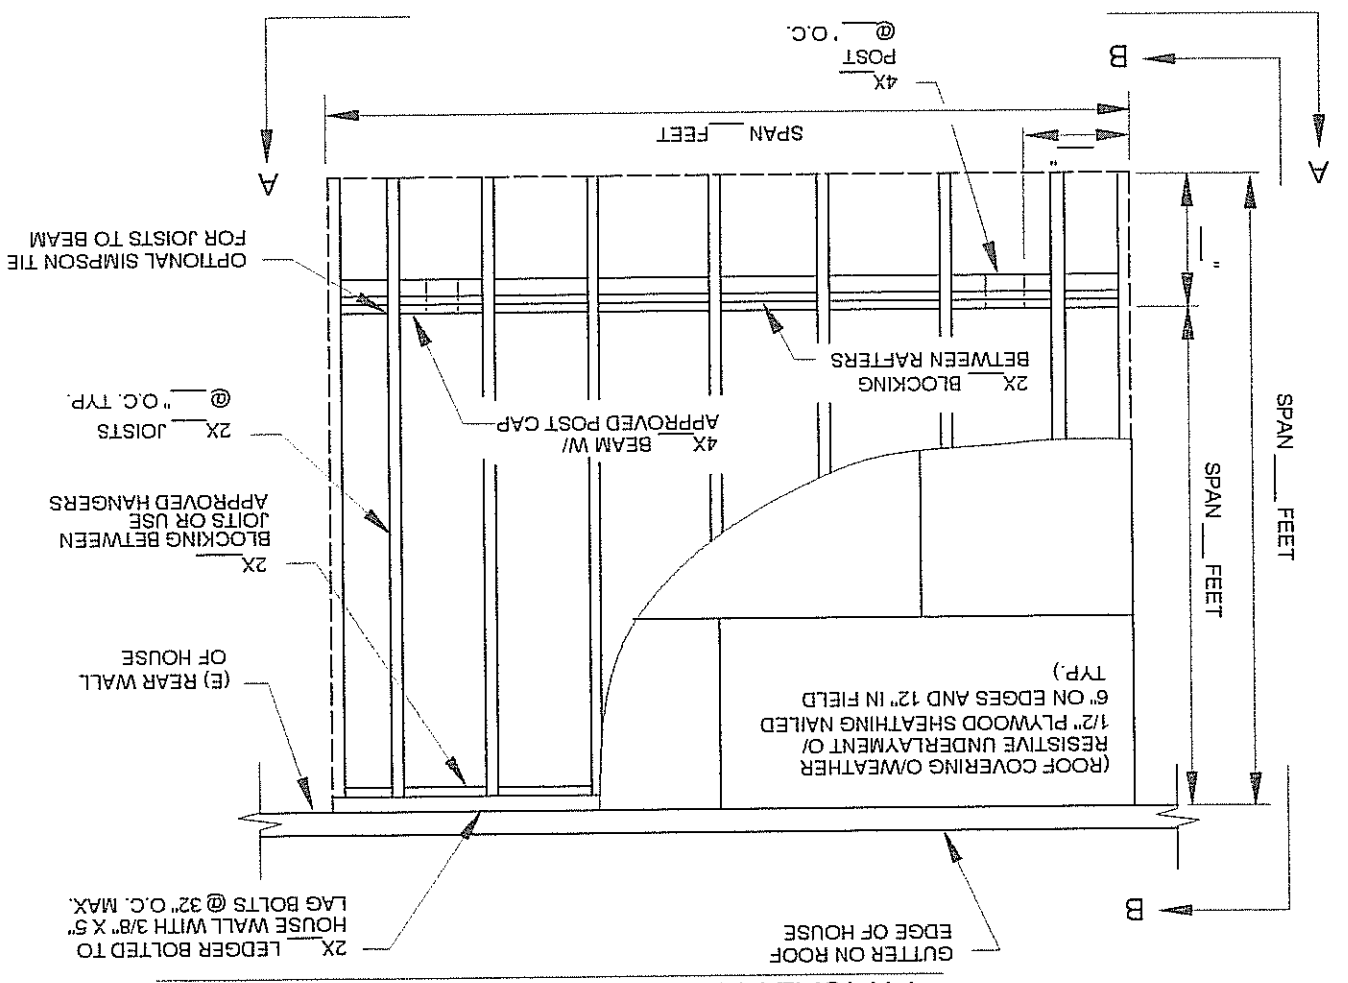 GUTTER ON ROOF
EDGE OF HOUSE
2X___ LEDGER BOLTED TO
HOUSE WALL WITH 3/8" X 5"
LAG BOLTS @ 32" O.C. MAX.
B
(ROOF COVERING O/WEATHER
RESISTIVE UNDERLAYMENT O/
1/2" PLYWOOD SHEATHING NAILED
6" ON EDGES AND 12" IN FIELD
TYP.)
(E) REAR WALL
OF HOUSE
2X___
BLOCKING BETWEEN
JOITS OR USE
APPROVED HANGERS
2X___ JOISTS
@ ___" O.C. TYP.
SPAN ___ FEET
SPAN ___ FEET
4X___ BEAM W/
APPROVED POST CAP
2X___ BLOCKING
BETWEEN RAFTERS
OPTIONAL SIMPSON TIE
FOR JOISTS TO BEAM
___"
___"
A
A
SPAN ___ FEET
4X___
POST
@ ___' O.C.
B